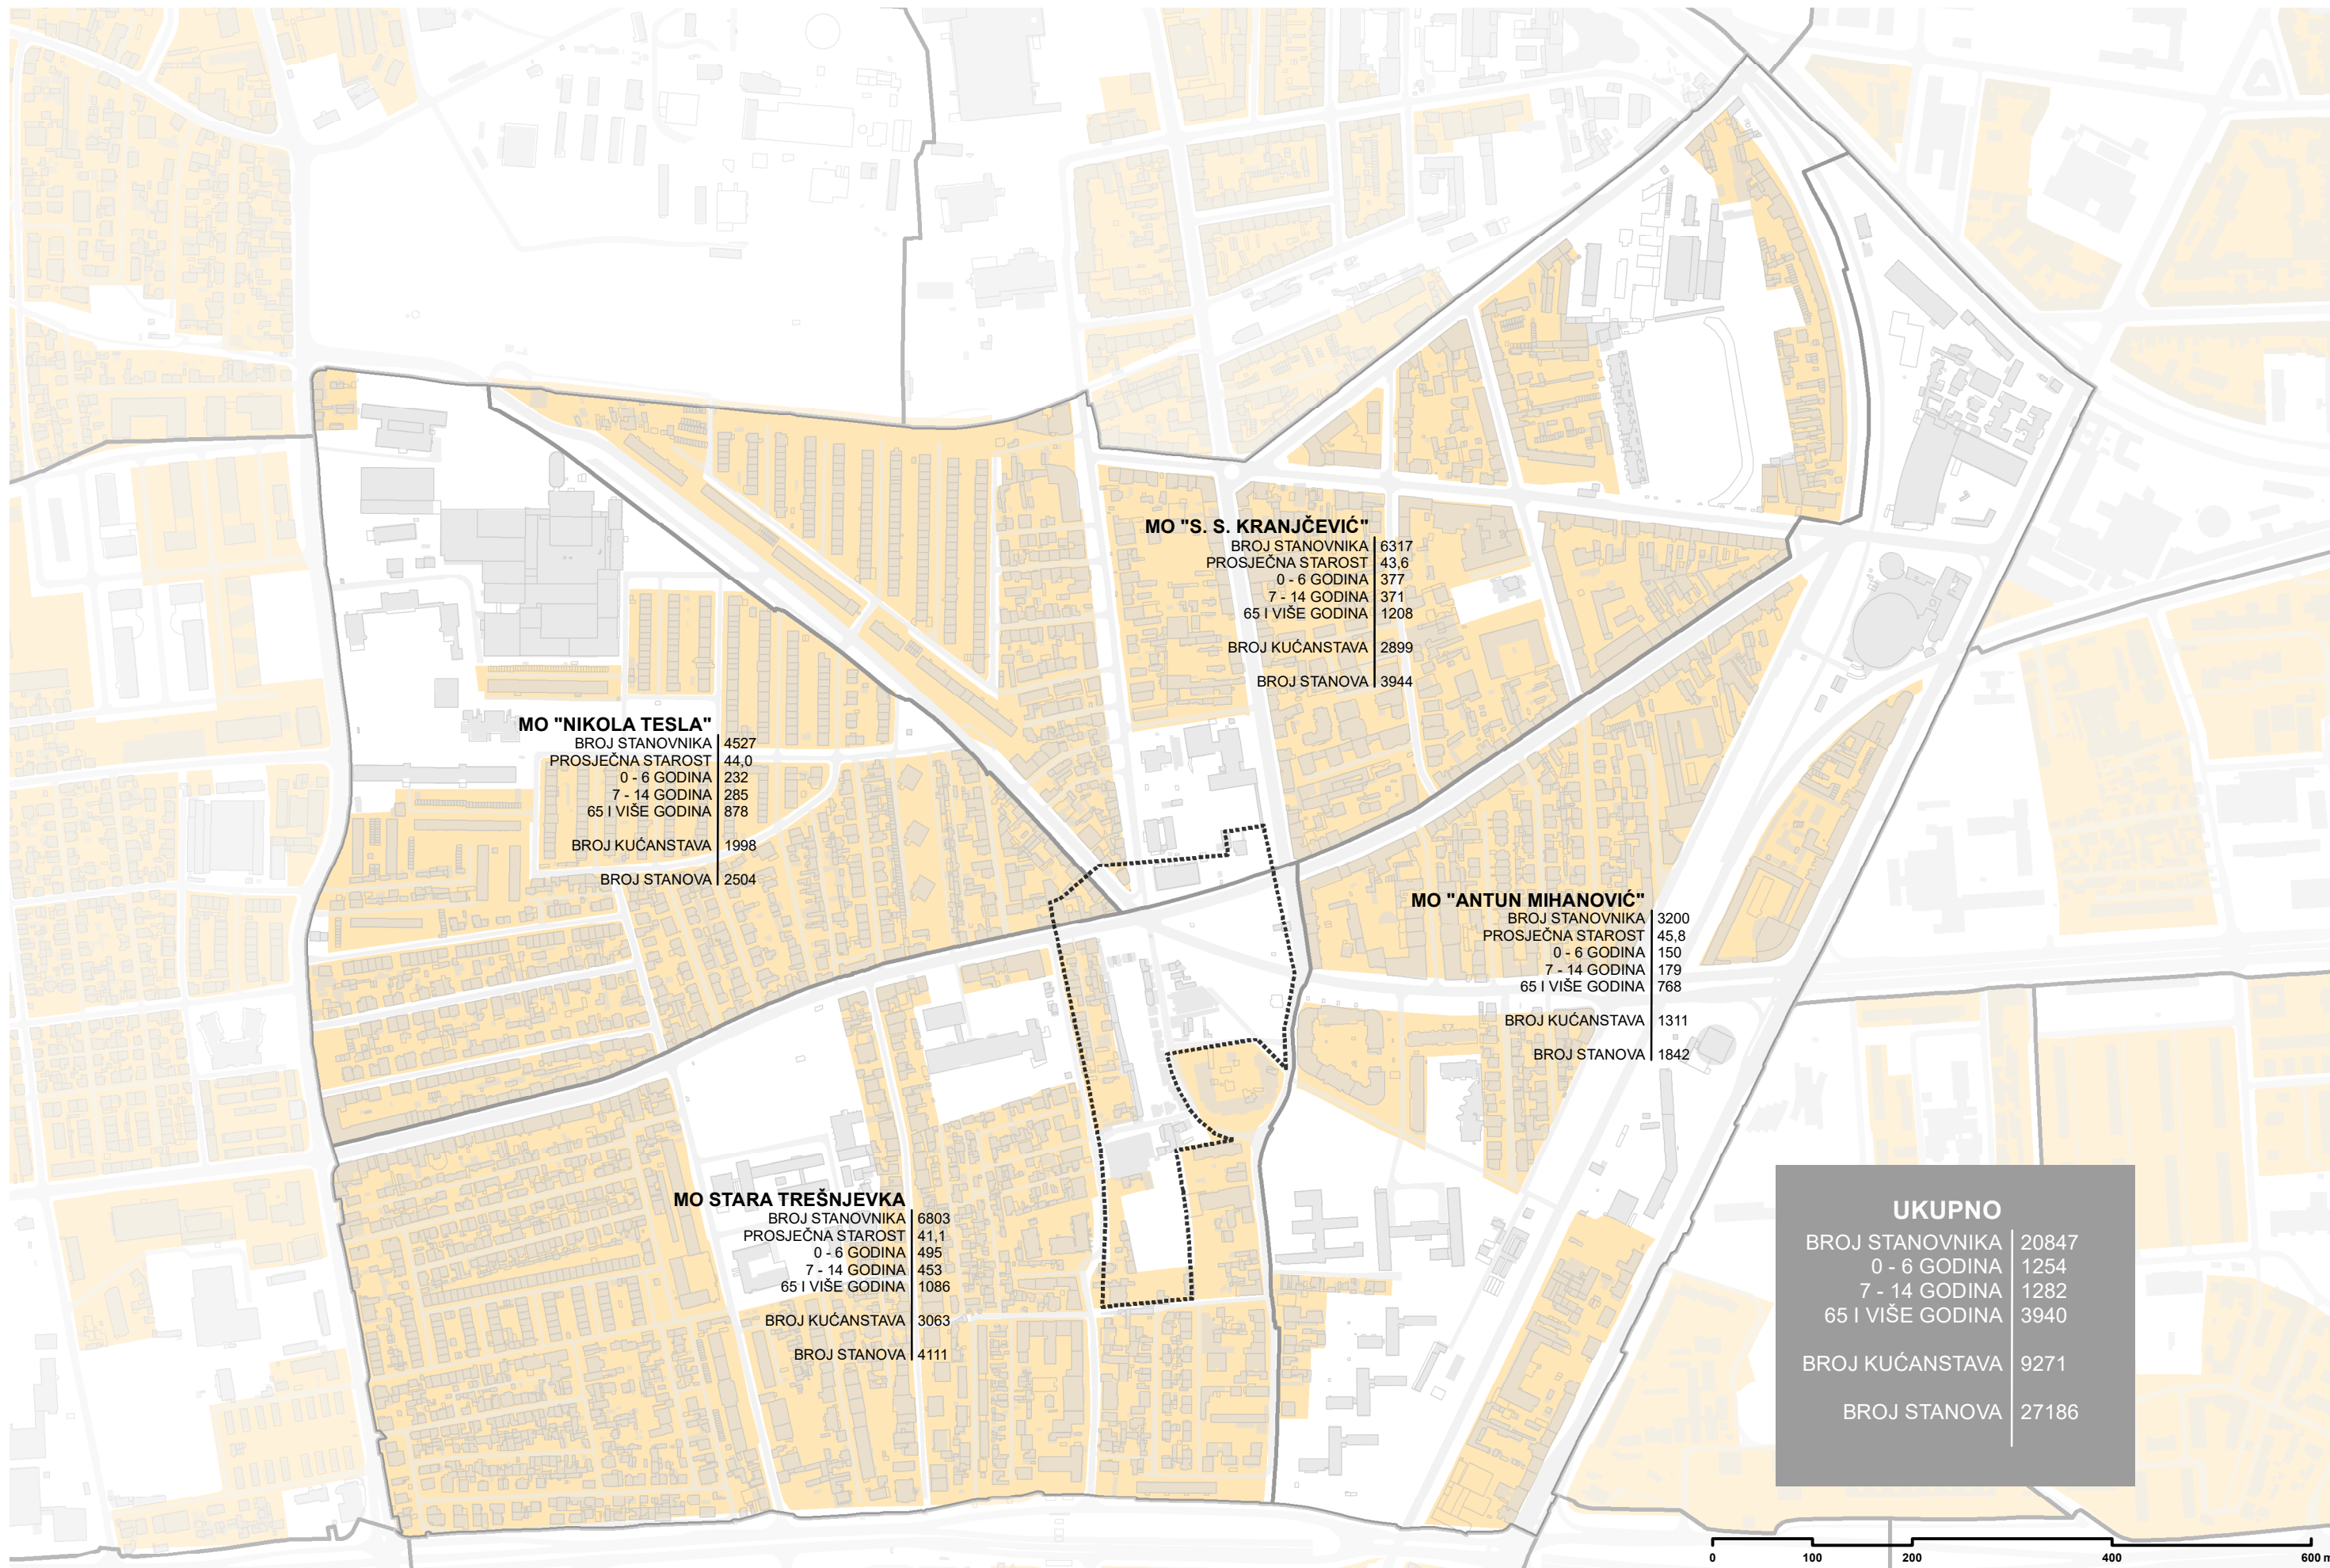 MO "S. S. KRANJČEVIĆ"
BROJ STANOVNIKA 6317
PROSJEČNA STAROST 43,6
0 - 6 GODINA 377
7 - 14 GODINA 371
65 I VIŠE GODINA 1208
BROJ KUĆANSTAVA 2899
BROJ STANOVA 3944
MO "NIKOLA TESLA"
BROJ STANOVNIKA 4527
PROSJEČNA STAROST 44,0
0 - 6 GODINA 232
7 - 14 GODINA 285
65 I VIŠE GODINA 878
BROJ KUĆANSTAVA 1998
BROJ STANOVA 2504
MO "ANTUN MIHANOVIĆ"
BROJ STANOVNIKA 3200
PROSJEČNA STAROST 45,8
0 - 6 GODINA 150
7 - 14 GODINA 179
65 I VIŠE GODINA 768
BROJ KUĆANSTAVA 1311
BROJ STANOVA 1842
MO STARA TREŠNJEVKA
BROJ STANOVNIKA 6803
PROSJEČNA STAROST 41,1
0 - 6 GODINA 495
7 - 14 GODINA 453
65 I VIŠE GODINA 1086
BROJ KUĆANSTAVA 3063
BROJ STANOVA 4111
UKUPNO
BROJ STANOVNIKA 20847
0 - 6 GODINA 1254
7 - 14 GODINA 1282
65 I VIŠE GODINA 3940
BROJ KUĆANSTAVA 9271
BROJ STANOVA 27186
0 100 200 400 600 m